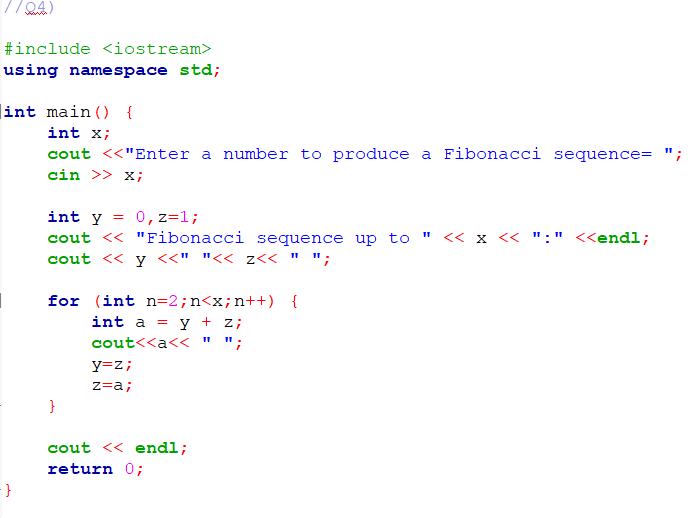 //Q4)
#include <iostream>
using namespace std;
int main() {
int x;
cout <<"Enter a number to produce a Fibonacci sequence= ";
cin >> x;
int y = 0,z=1;
cout << "Fibonacci sequence up to " << x << ":" <<endl;
cout << y <<" "<< z<< " ";
for (int n=2;n<x;n++) {
int a = y + z;
cout<<a<< " ";
y=z;
z=a;
}
cout << endl;
return 0;
}